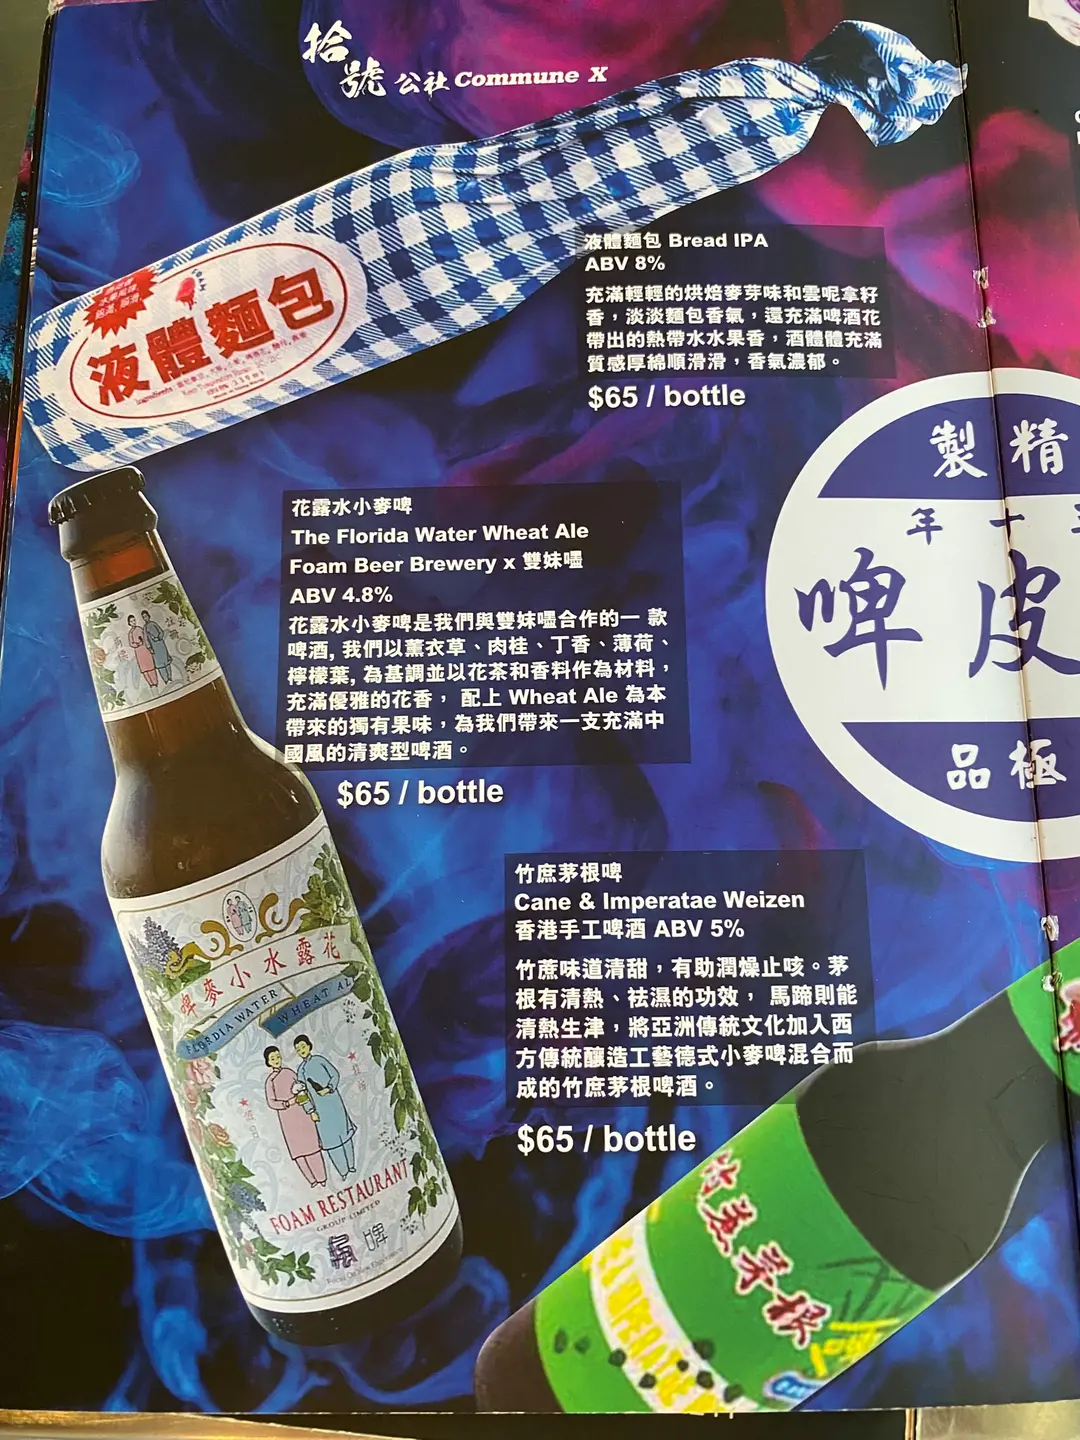 拾號公社 Commune X
液體麵包
液體麵包 Bread IPA
ABV 8%
充滿輕輕的烘焙麥芽味和雲呢拿籽
香，淡淡麵包香氣，還充滿啤酒花
帶出的熱帶水水果香，酒體體充滿
質感厚綿順滑滑，香氣濃郁。
$65 / bottle
花露水小麥啤
The Florida Water Wheat Ale
Foam Beer Brewery x 雙妹嚜
ABV 4.8%
花露水小麥啤是我們與雙妹嚜合作的一 款
啤酒, 我們以薰衣草、肉桂、丁香、薄荷、
檸檬葉, 為基調並以花茶和香料作為材料，
充滿優雅的花香， 配上 Wheat Ale 為本
帶來的獨有果味，為我們帶來一支充滿中
國風的清爽型啤酒。
$65 / bottle
製 精
年 一
啤 皮
品 極
竹庶茅根啤
Cane & Imperatae Weizen
香港手工啤酒 ABV 5%
竹蔗味道清甜，有助潤燥止咳。茅
根有清熱、袪濕的功效， 馬蹄則能
清熱生津，將亞洲傳統文化加入西
方傳統釀造工藝德式小麥啤混合而
成的竹庶茅根啤酒。
$65 / bottle
啤麥小水露花
FLORDIA WATER
WHEAT AL
FOAM RESTAURANT
GROUP LIMITED
竹蔗茅根